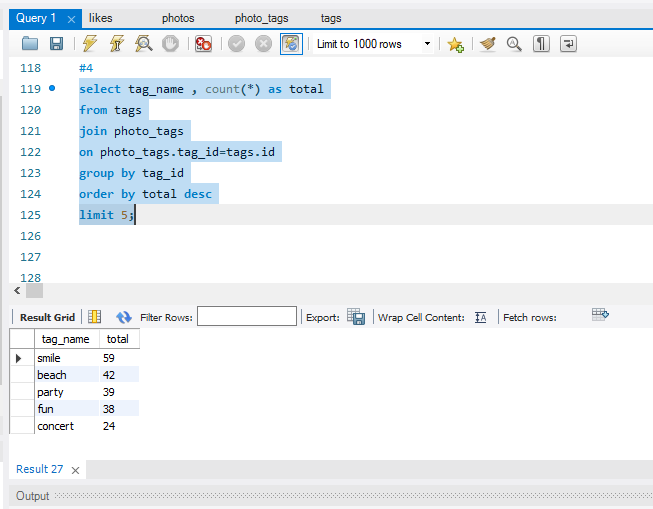 Query 1 × likes photos photo_tags tags
Limit to 1000 rows
118 #4
119 select tag_name , count(*) as total
120 from tags
121 join photo_tags
122 on photo_tags.tag_id=tags.id
123 group by tag_id
124 order by total desc
125 limit 5;
126
127
128
Result Grid Filter Rows: Export: Wrap Cell Content: Fetch rows:
tag_name total
smile 59
beach 42
party 39
fun 38
concert 24
Result 27 ×
Output